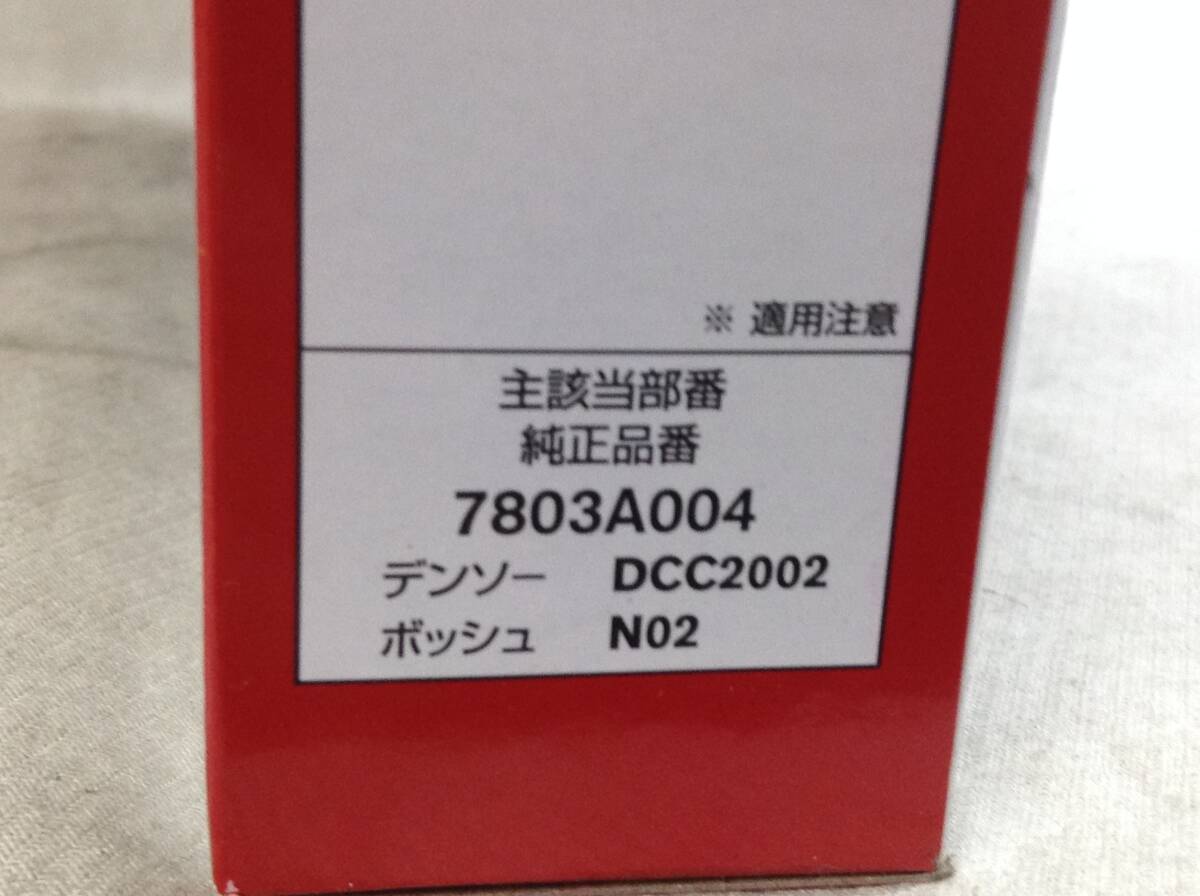 ※ 適用注意
主該当部番
純正品番
7803A004
デンソー DCC2002
ボッシュ N02